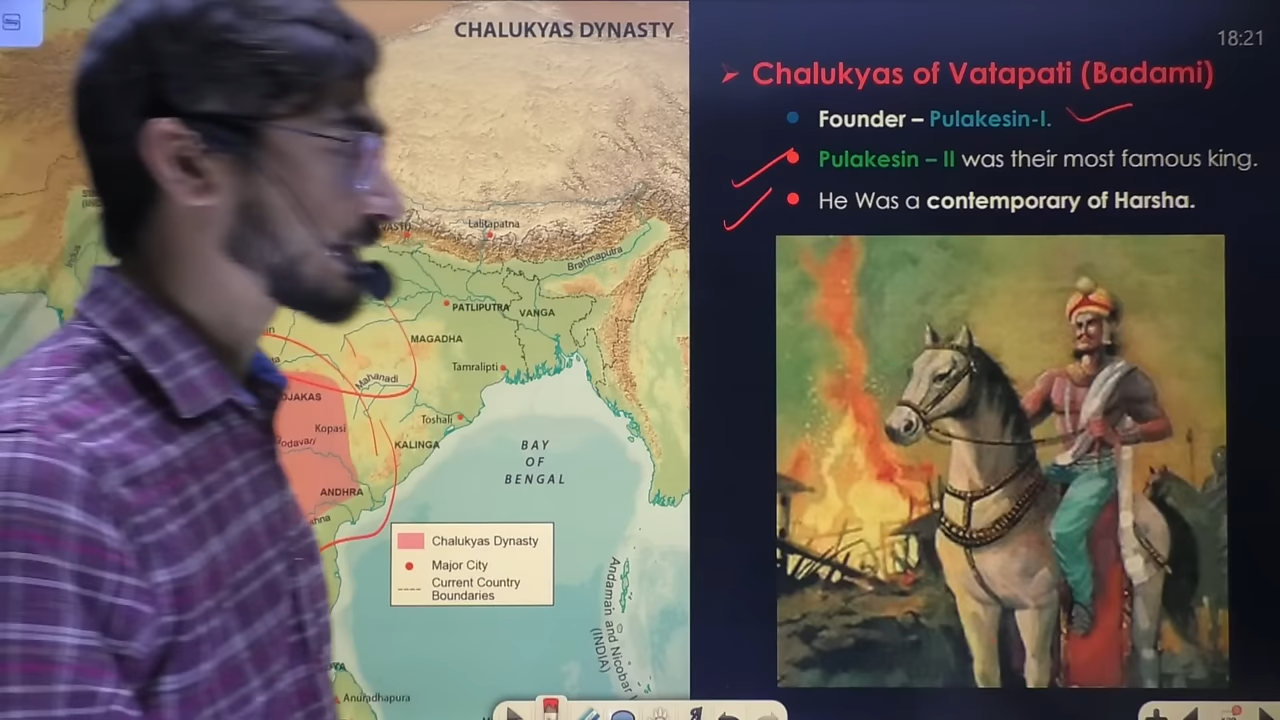 CHALUKYAS DYNASTY
18:21
Chalukyas of Vatapati (Badami)
Founder – Pulakesin-I.
Pulakesin – II was their most famous king.
He Was a contemporary of Harsha.
Lalitapatna
Brahmaputra
Indus
PATLIPUTRA
VANGA
MAGADHA
Tamralipti
Mahanadi
Kopasi
Toshali
KALINGA
ANDHRA
BAY
OF
BENGAL
Chalukyas Dynasty
Major City
Current Country
Boundaries
Andaman and Nicobar
(INDIA)
Anuradhapura